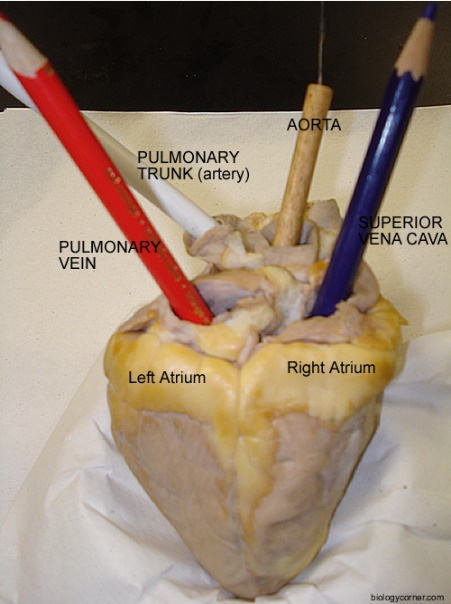 AORTA
PULMONARY
TRUNK (artery)
SUPERIOR
VENA CAVA
PULMONARY
VEIN
Left Atrium
Right Atrium
biologycorner.com